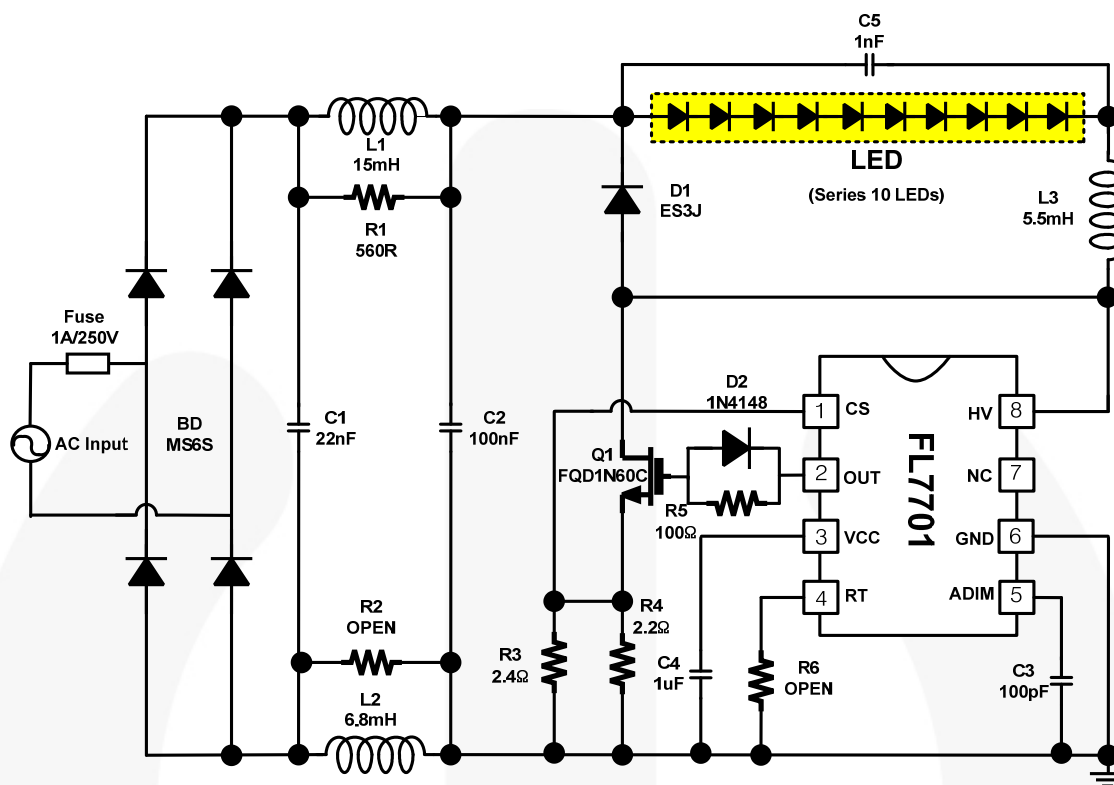 C5
1nF
L1
15mH
LED
(Series 10 LEDs)
D1
ES3J
L3
5.5mH
R1
560R
Fuse
1A/250V
AC Input
BD
MS6S
C1
22nF
C2
100nF
D2
1N4148
Q1
FQD1N60C
R5
100Ω
1
CS
2
OUT
3
VCC
4
RT
FL7701
HV
8
NC
7
GND
6
ADIM
5
R2
OPEN
L2
6.8mH
R3
2.4Ω
R4
2.2Ω
C4
1uF
R6
OPEN
C3
100pF